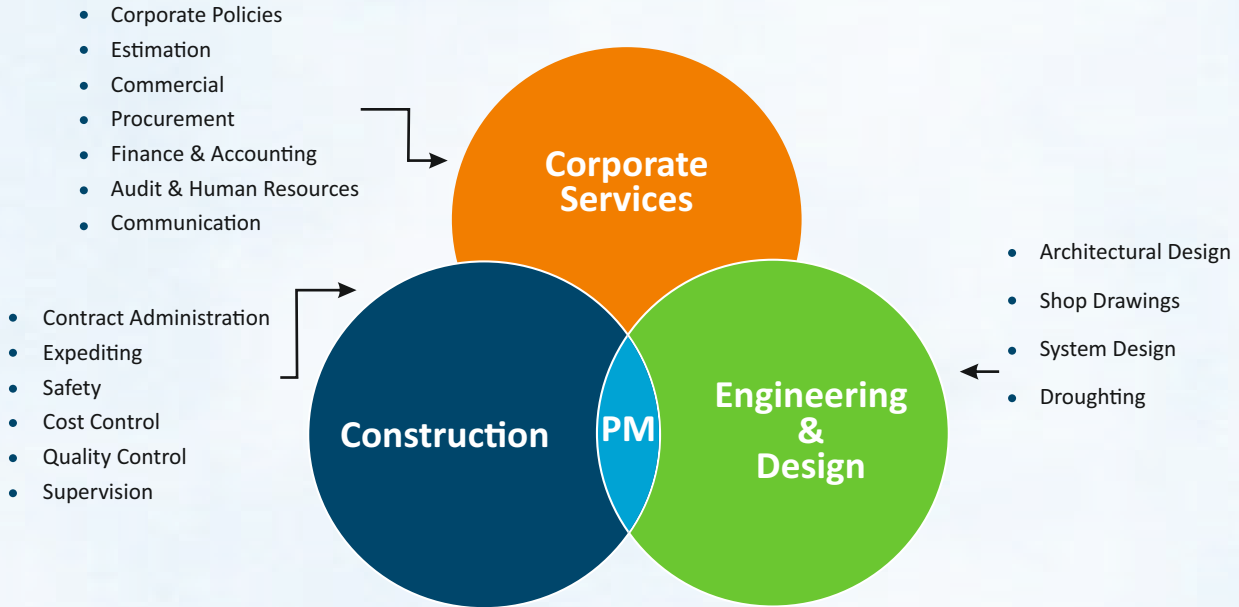 Corporate Policies
Estimation
Commercial
Procurement
Finance & Accounting
Audit & Human Resources
Communication
Corporate
Services
Contract Administration
Expediting
Safety
Cost Control
Quality Control
Supervision
Construction
PM
Engineering
&
Design
Architectural Design
Shop Drawings
System Design
Droughting